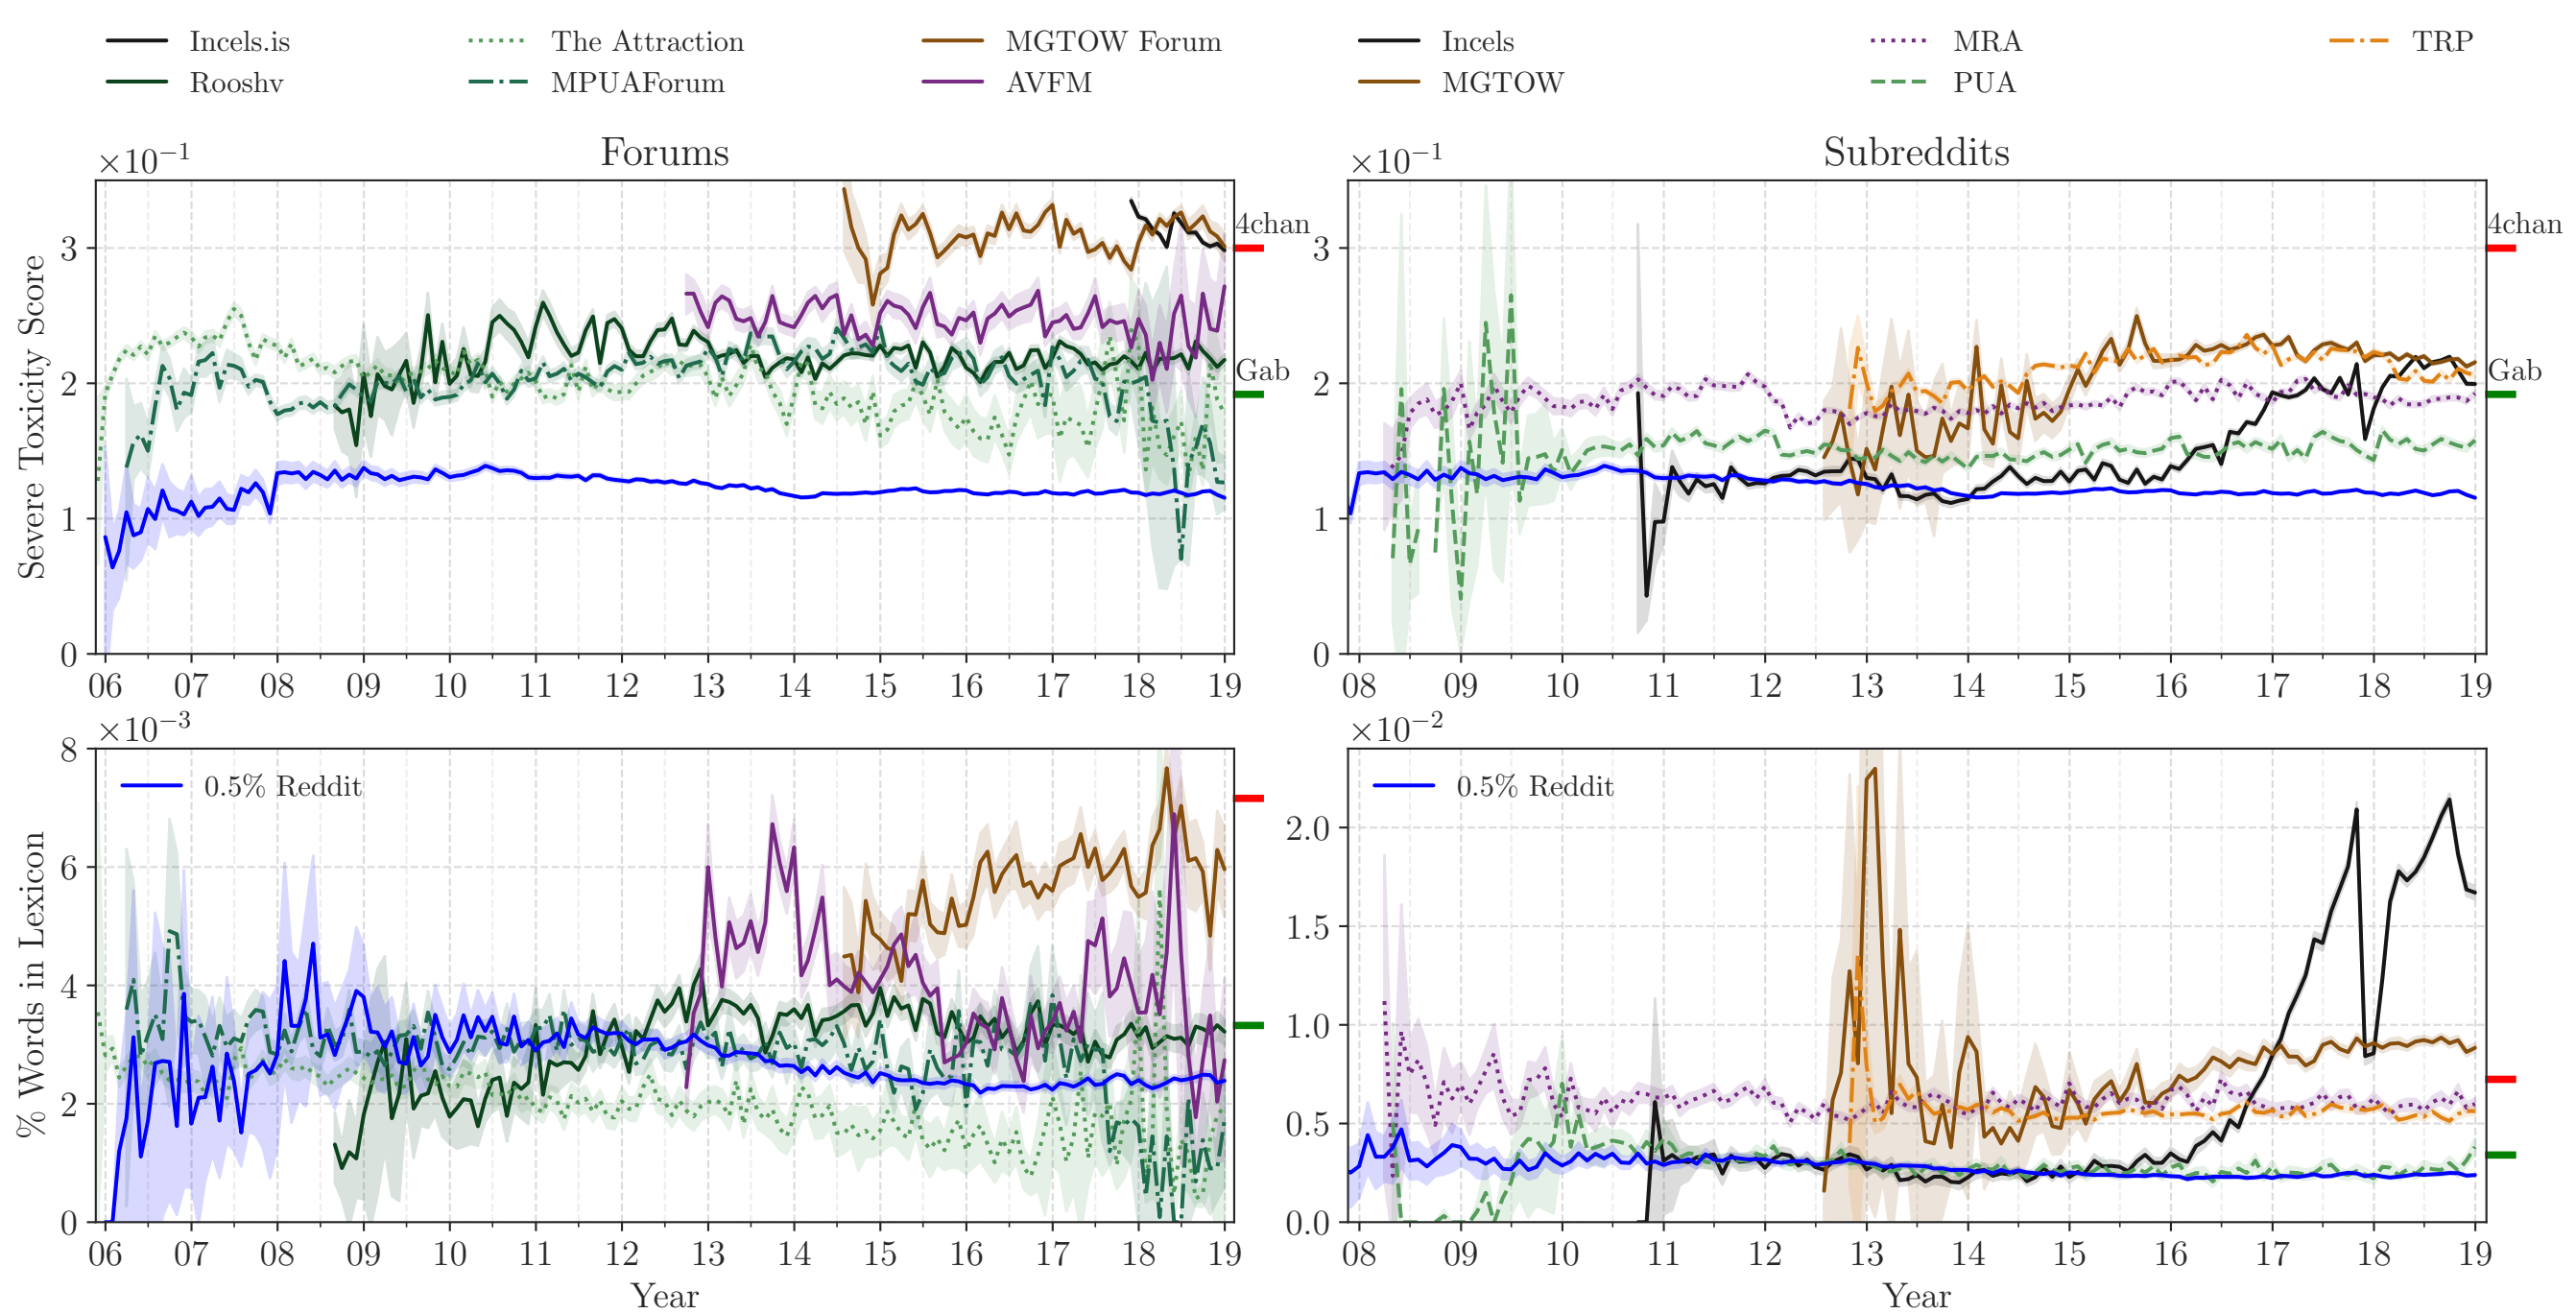 Incels.is The Attraction MGTOW Forum Incels MRA TRP
Rooshv MPUAForum AVFM MGTOW PUA
Forums
×10−1
Severe Toxicity Score
3
2
1
0
4chan
Gab
06 07 08 09 10 11 12 13 14 15 16 17 18 19
Subreddits
×10−1
3
2
1
0
4chan
Gab
08 09 10 11 12 13 14 15 16 17 18 19
×10−3
% Words in Lexicon
8
6
4
2
0
0.5% Reddit
06 07 08 09 10 11 12 13 14 15 16 17 18 19
Year
×10−2
2.0
1.5
1.0
0.5
0.0
0.5% Reddit
08 09 10 11 12 13 14 15 16 17 18 19
Year